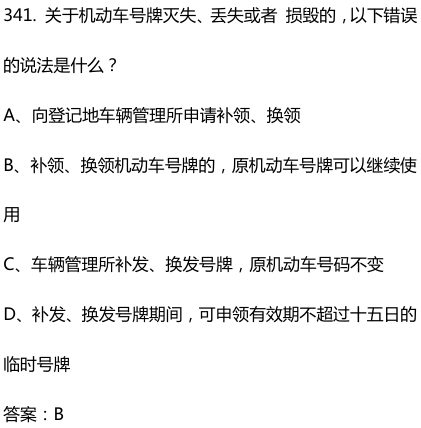 341. 关于机动车号牌灭失、丢失或者 损毁的，以下错误
的说法是什么？
A、向登记地车辆管理所申请补领、换领
B、补领、换领机动车号牌的，原机动车号牌可以继续使
用
C、车辆管理所补发、换发号牌，原机动车号码不变
D、补发、换发号牌期间，可申领有效期不超过十五日的
临时号牌
答案：B